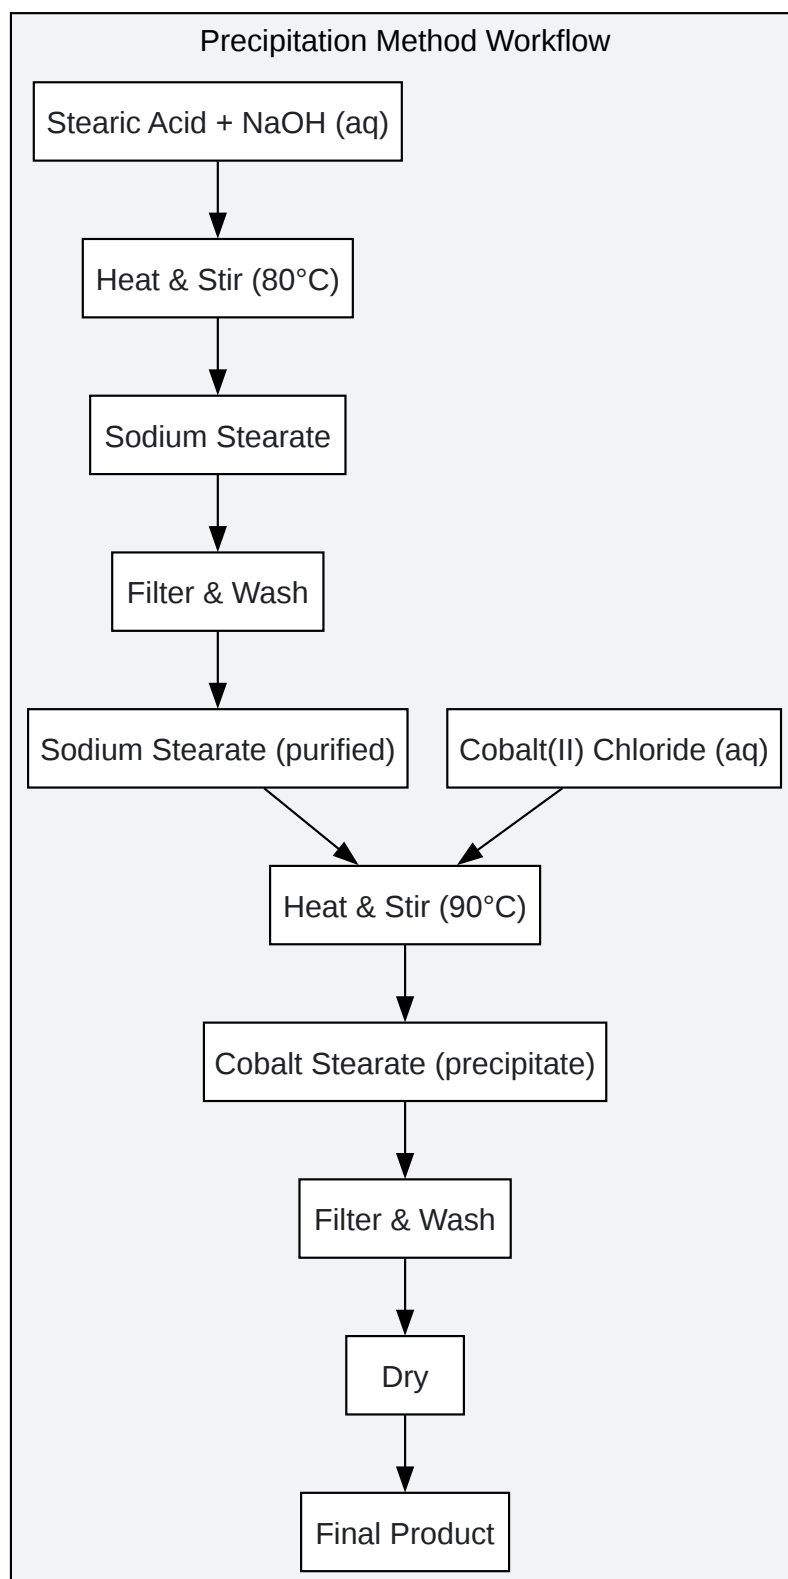 Precipitation Method Workflow
Stearic Acid + NaOH (aq)
Heat & Stir (80°C)
Sodium Stearate
Filter & Wash
Sodium Stearate (purified)
Cobalt(II) Chloride (aq)
Heat & Stir (90°C)
Cobalt Stearate (precipitate)
Filter & Wash
Dry
Final Product